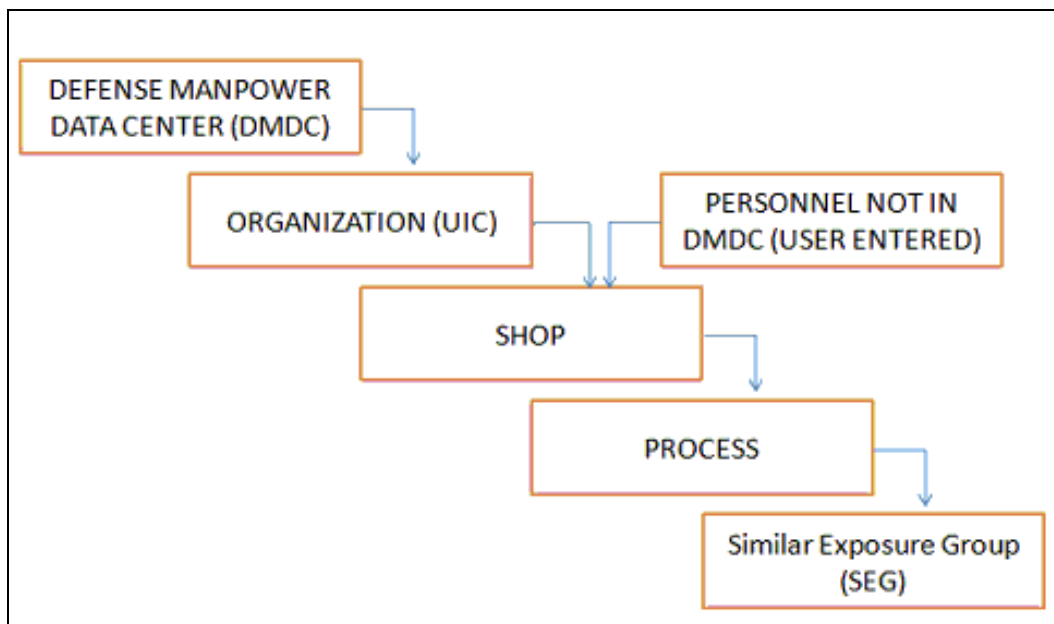 DEFENSE MANPOWER
DATA CENTER (DMDC)
ORGANIZATION (UIC)
PERSONNEL NOT IN
DMDC (USER ENTERED)
SHOP
PROCESS
Similar Exposure Group
(SEG)